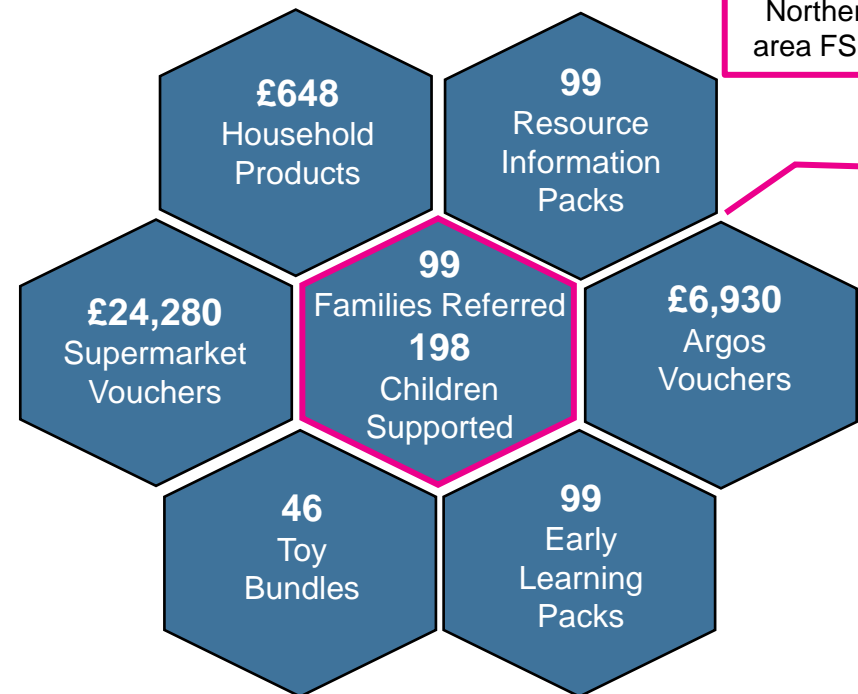 area FS
£648
Household
Products
99
Resource
Information
Packs
£24,280
Supermarket
Vouchers
99
Families Referred
198
Children
Supported
£6,930
Argos
Vouchers
46
Toy
Bundles
99
Early
Learning
Packs